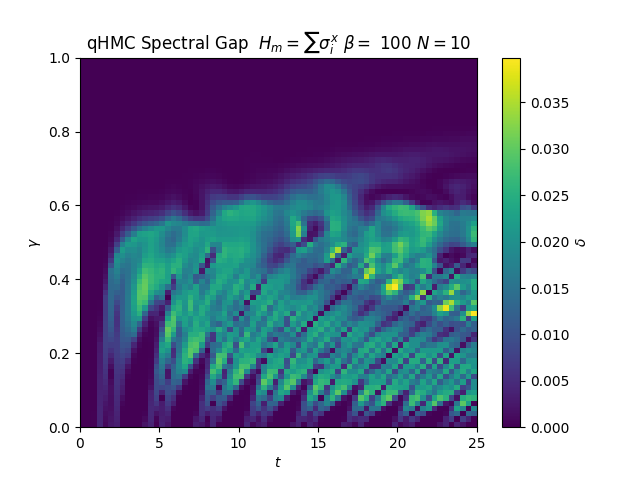 qHMC Spectral Gap $H_m = \sum \sigma_i^x$ $\beta =$ 100 $N = 10$
1.0
0.8
0.6
0.4
0.2
0.0
γ
0 5 10 15 20 25
t
0.035
0.030
0.025
0.020
0.015
0.010
0.005
0.000
δ